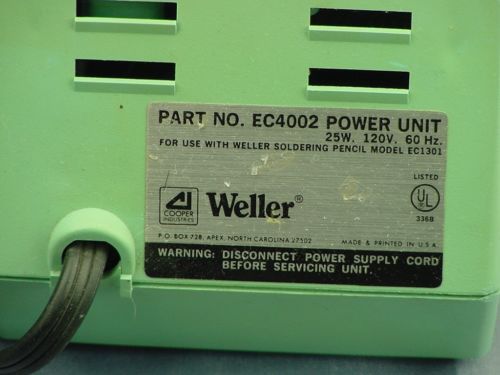 PART NO. EC4002 POWER UNIT
25W. 120V. 60 Hz.
FOR USE WITH WELLER SOLDERING PENCIL MODEL EC1301
LISTED
UL
®
336B
COOPER
INDUSTRIES
Weller®
P.O. BOX 728, APEX, NORTH CAROLINA 27502
MADE & PRINTED IN U.S.A.
WARNING: DISCONNECT POWER SUPPLY CORD
BEFORE SERVICING UNIT.